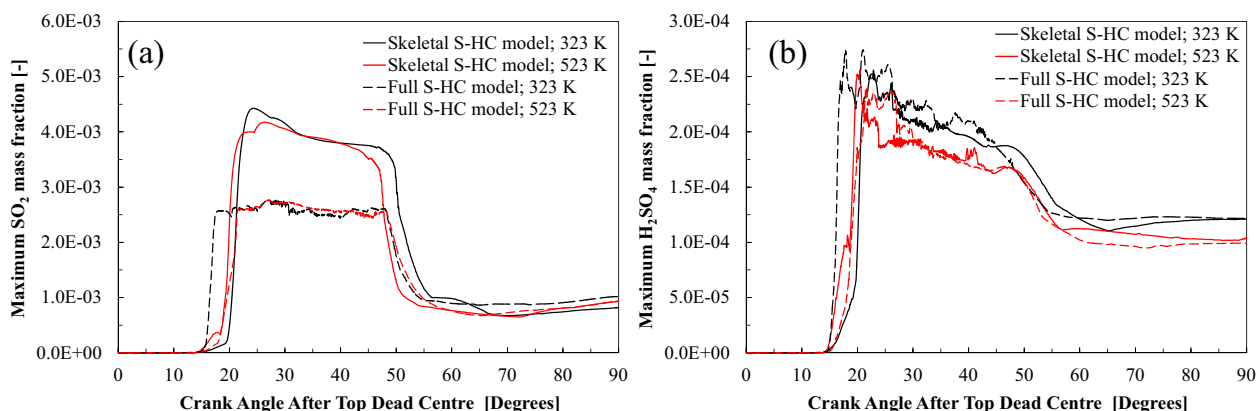 (a)
Maximum SO2 mass fraction [-]
6.0E-03
5.0E-03
4.0E-03
3.0E-03
2.0E-03
1.0E-03
0.0E+00
Skeletal S-HC model; 323 K
Skeletal S-HC model; 523 K
Full S-HC model; 323 K
Full S-HC model; 523 K
0 10 20 30 40 50 60 70 80 90
Crank Angle After Top Dead Centre [Degrees]
(b)
Maximum H2SO4 mass fraction [-]
3.0E-04
2.5E-04
2.0E-04
1.5E-04
1.0E-04
5.0E-05
0.0E+00
Skeletal S-HC model; 323 K
Skeletal S-HC model; 523 K
Full S-HC model; 323 K
Full S-HC model; 523 K
0 10 20 30 40 50 60 70 80 90
Crank Angle After Top Dead Centre [Degrees]